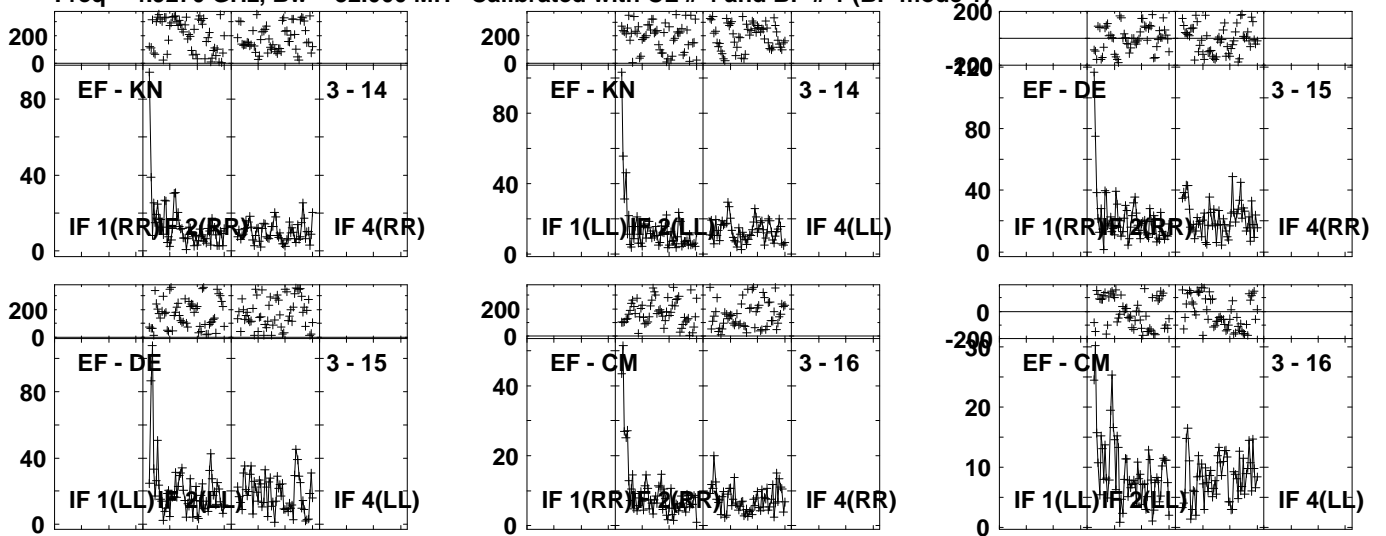 200
0
80
40
0
EF - KN
3 - 14
IF 1(RR)
IF 2(RR)
IF 4(RR)
200
0
80
40
0
EF - KN
3 - 14
IF 1(LL)
IF 2(LL)
IF 4(LL)
200
-200
120
80
40
0
EF - DE
3 - 15
IF 1(RR)
IF 2(RR)
IF 4(RR)
200
0
80
40
0
EF - DE
3 - 15
IF 1(LL)
IF 2(LL)
IF 4(LL)
200
0
40
20
0
EF - CM
3 - 16
IF 1(RR)
IF 2(RR)
IF 4(RR)
0
-200
30
20
10
0
EF - CM
3 - 16
IF 1(LL)
IF 2(LL)
IF 4(LL)